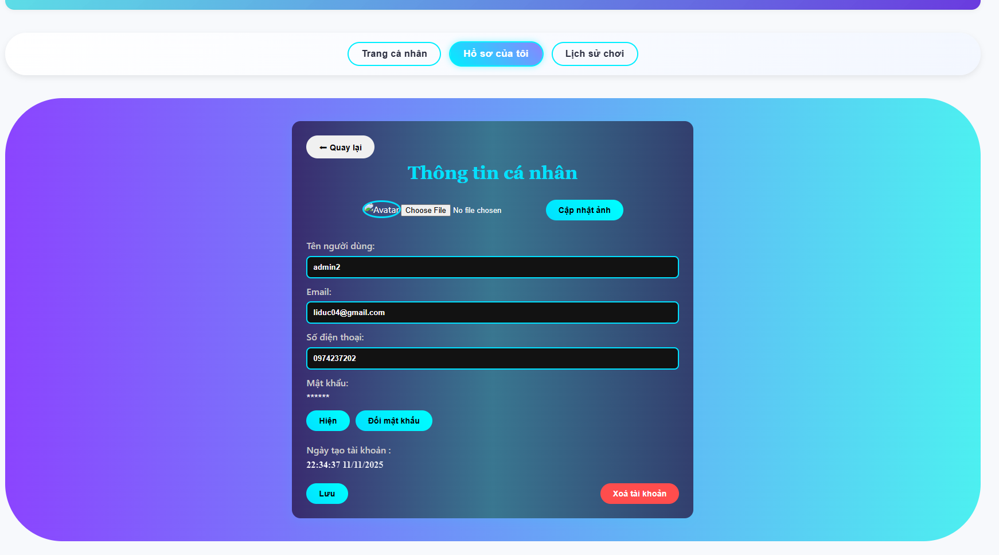 Trang cá nhân Hồ sơ của tôi Lịch sử chơi
← Quay lại
Thông tin cá nhân
Avatar Choose File No file chosen Cập nhật ảnh
Tên người dùng:
admin2
Email:
liduc04@gmail.com
Số điện thoại:
0974237202
Mật khẩu:
******
Hiện Đổi mật khẩu
Ngày tạo tài khoản :
22:34:37 11/11/2025
Lưu Xoá tài khoản